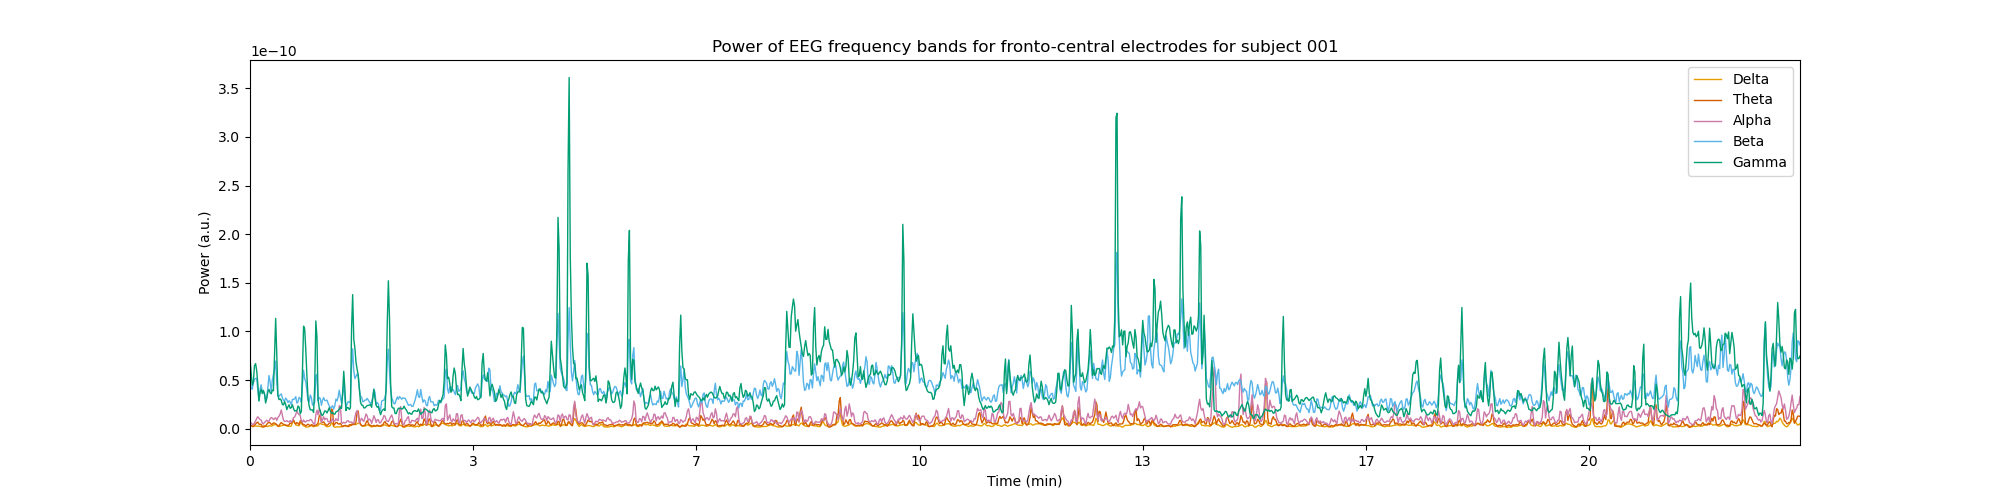 Power of EEG frequency bands for fronto-central electrodes for subject 001
1e−10
3.5
3.0
2.5
2.0
1.5
1.0
0.5
0.0
Power (a.u.)
0 3 7 10 13 17 20
Time (min)
Delta
Theta
Alpha
Beta
Gamma